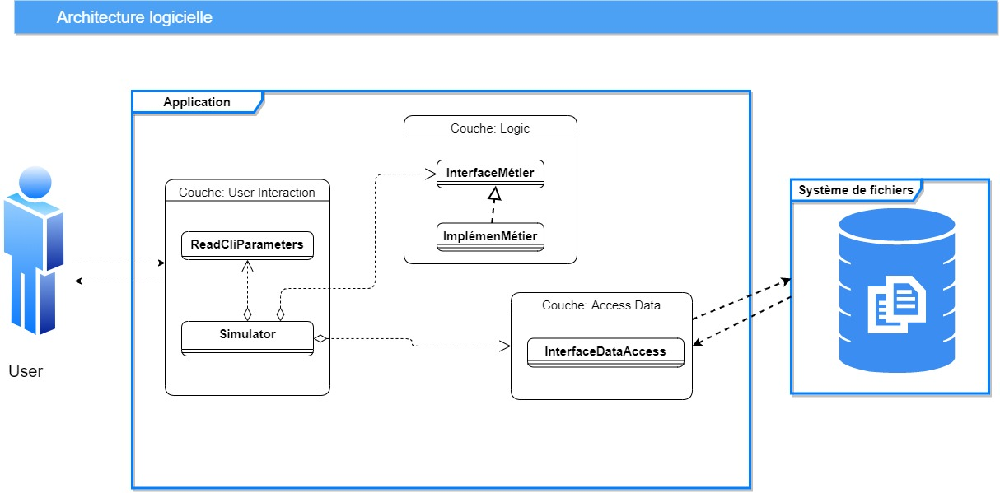 Architecture logicielle
Application
Couche: Logic
InterfaceMétier
ImplémenMétier
Couche: User Interaction
ReadCliParameters
Simulator
Couche: Access Data
InterfaceDataAccess
Système de fichiers
User